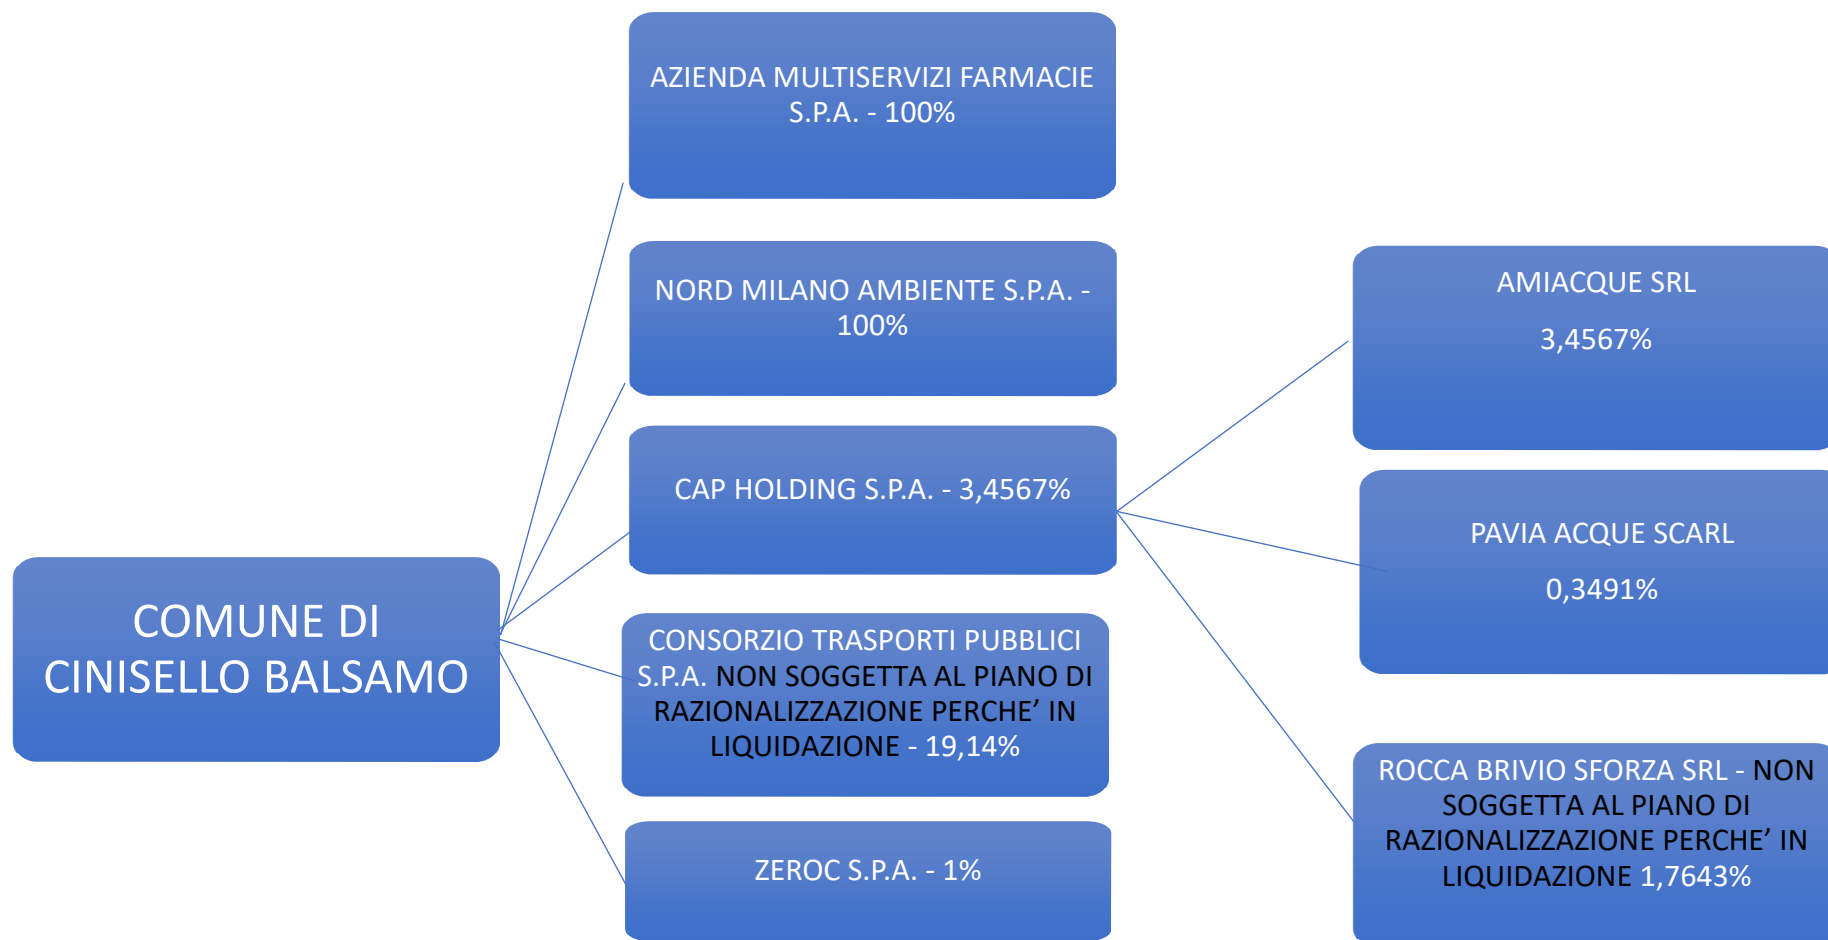 COMUNE DI
CINISELLO BALSAMO
AZIENDA MULTISERVIZI FARMACIE
S.P.A. - 100%
NORD MILANO AMBIENTE S.P.A. -
100%
CAP HOLDING S.P.A. - 3,4567%
CONSORZIO TRASPORTI PUBBLICI
S.P.A. NON SOGGETTA AL PIANO DI
RAZIONALIZZAZIONE PERCHE’ IN
LIQUIDAZIONE - 19,14%
ZEROC S.P.A. - 1%
AMIACQUE SRL
3,4567%
PAVIA ACQUE SCARL
0,3491%
ROCCA BRIVIO SFORZA SRL - NON
SOGGETTA AL PIANO DI
RAZIONALIZZAZIONE PERCHE’ IN
LIQUIDAZIONE 1,7643%